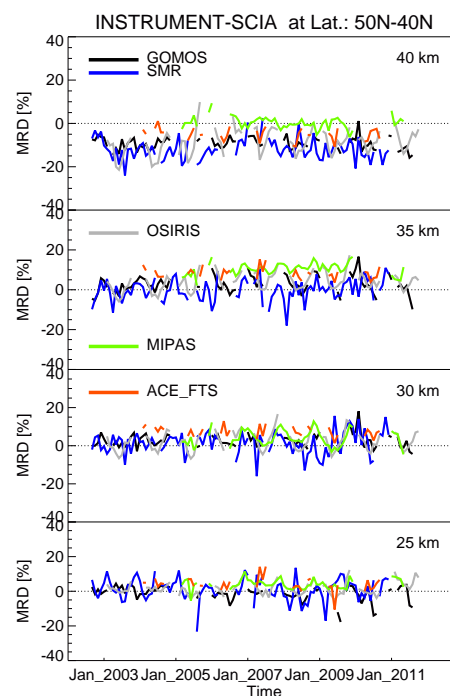 INSTRUMENT-SCIA at Lat.: 50N-40N
40
GOMOS
SMR
40 km
20
0
-20
-40
MRD [%]
40
OSIRIS
35 km
20
0
-20
MIPAS
-40
MRD [%]
40
ACE_FTS
30 km
20
0
-20
-40
MRD [%]
40
25 km
20
0
-20
-40
MRD [%]
Jan_2003 Jan_2005 Jan_2007 Jan_2009 Jan_2011
Time